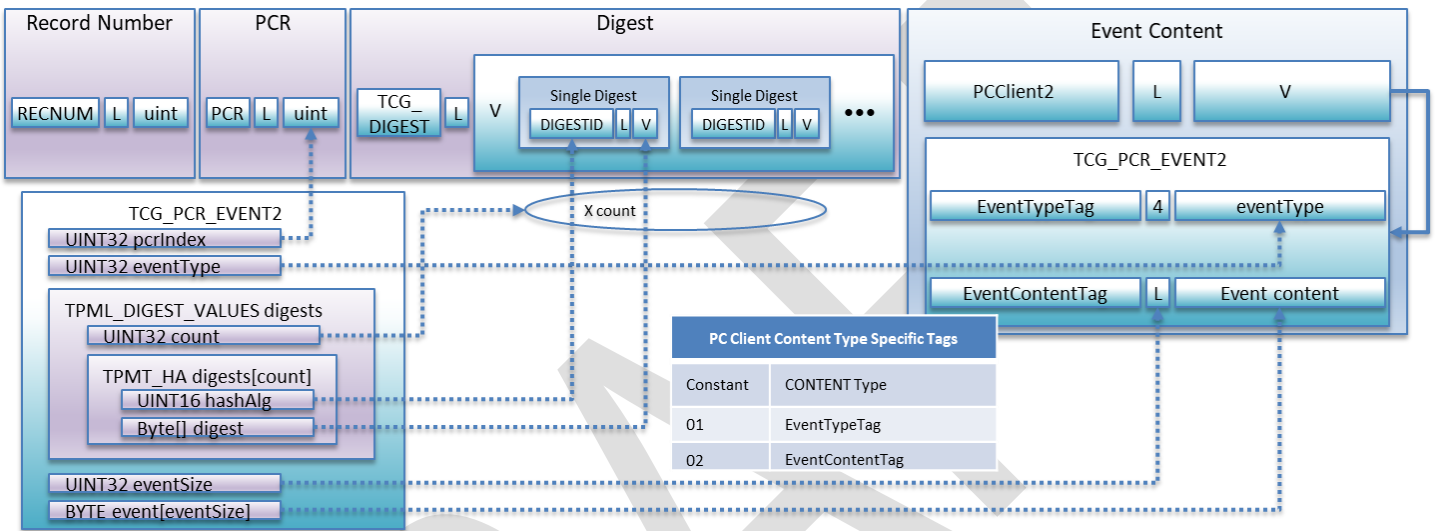 Record Number
PCR
Digest
Event Content
RECNUM L uint
PCR L uint
TCG_
DIGEST
L
V
Single Digest
DIGESTID L V
Single Digest
DIGESTID L V
•••
PCClient2 L V
TCG_PCR_EVENT2
EventTypeTag 4 eventType
EventContentTag L Event content
X count
TCG_PCR_EVENT2
UINT32 pcrIndex
UINT32 eventType
TPML_DIGEST_VALUES digests
UINT32 count
TPMT_HA digests[count]
UINT16 hashAlg
Byte[] digest
UINT32 eventSize
BYTE event[eventSize]
PC Client Content Type Specific Tags
Constant CONTENT Type
01 EventTypeTag
02 EventContentTag